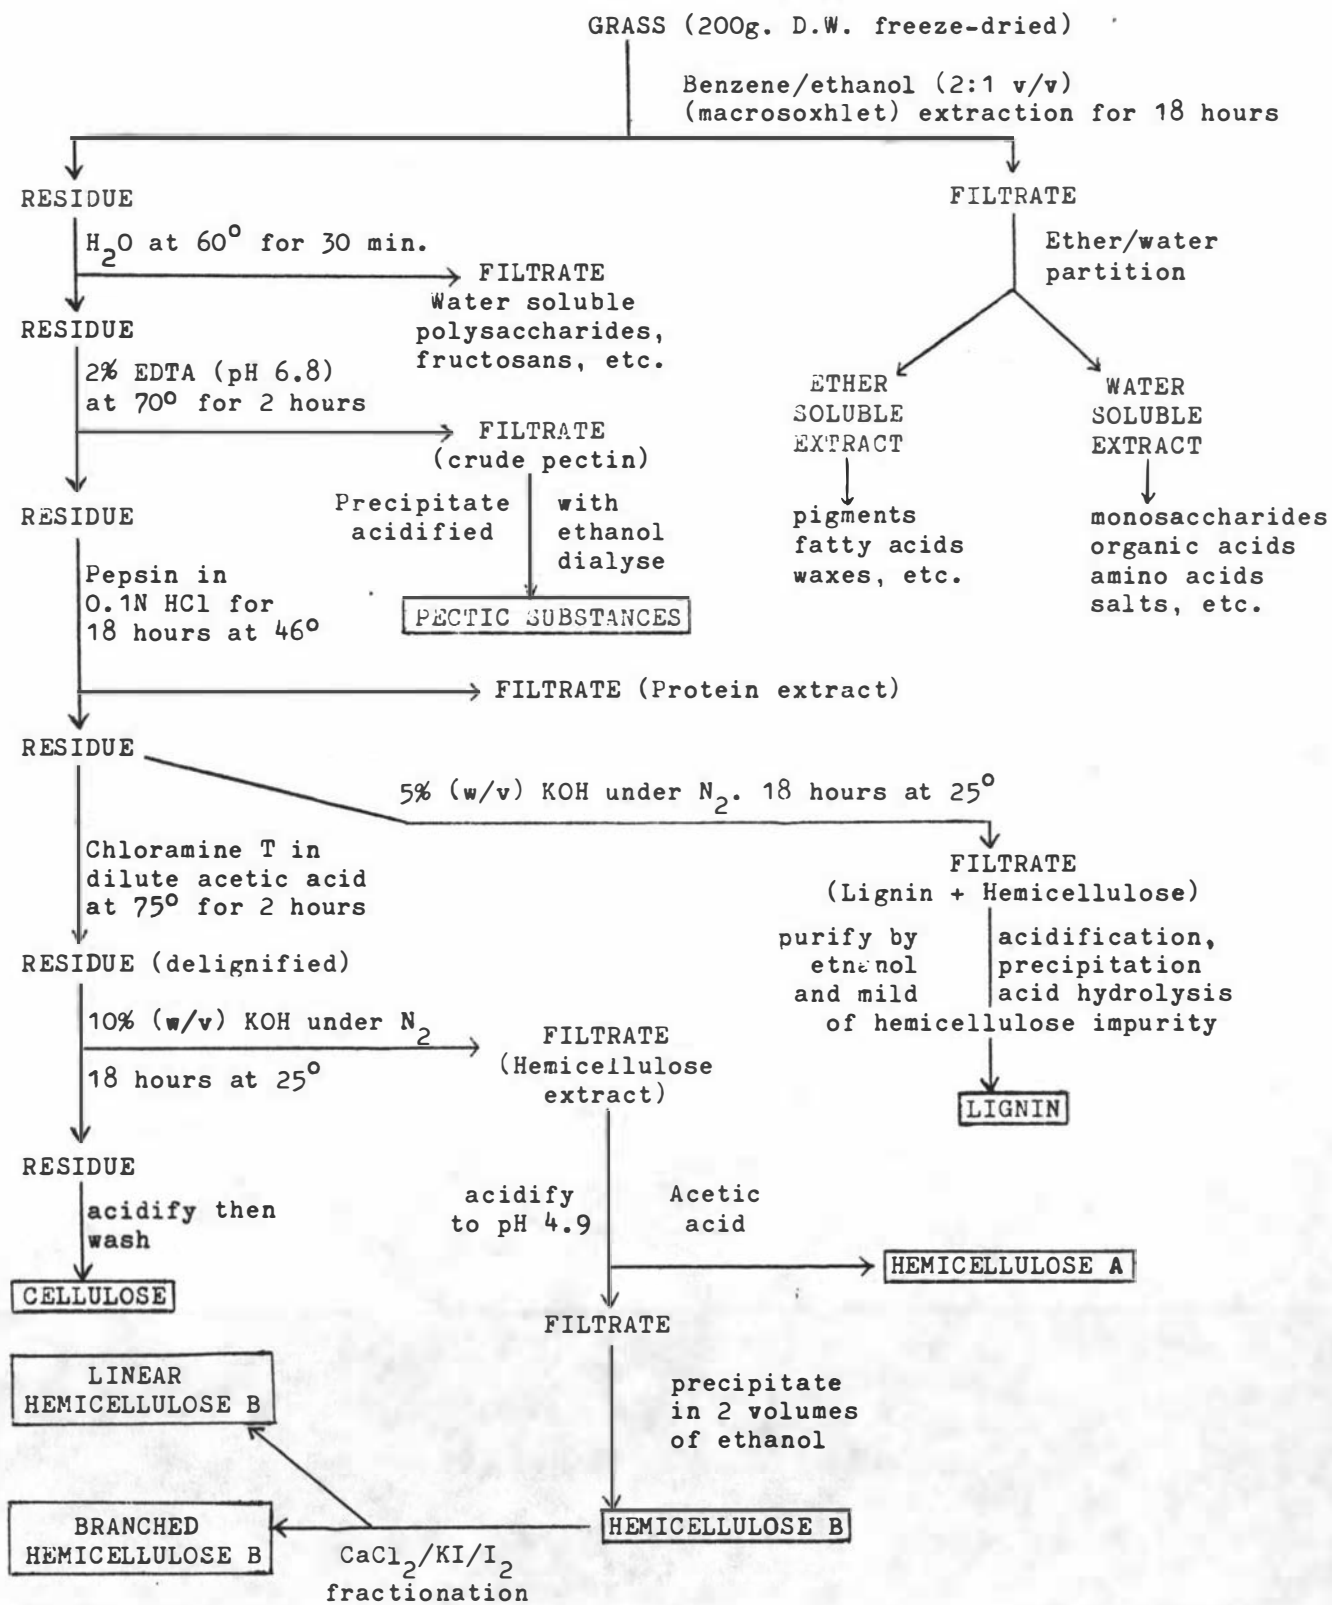 GRASS (200g. D.W. freeze-dried)
Benzene/ethanol (2:1 v/v)
(macrosoxhlet) extraction for 18 hours
RESIDUE
FILTRATE
H2O at 60° for 30 min.
Ether/water
partition
FILTRATE
Water soluble
polysaccharides,
fructosans, etc.
RESIDUE
2% EDTA (pH 6.8)
at 70° for 2 hours
ETHER
SOLUBLE
EXTRACT
WATER
SOLUBLE
EXTRACT
FILTRATE
(crude pectin)
RESIDUE
Precipitate with
acidified ethanol
dialyse
pigments
fatty acids
waxes, etc.
monosaccharides
organic acids
amino acids
salts, etc.
Pepsin in
0.1N HCl for
18 hours at 46°
PECTIC SUBSTANCES
FILTRATE (Protein extract)
RESIDUE
5% (w/v) KOH under N2. 18 hours at 25°
Chloramine T in
dilute acetic acid
at 75° for 2 hours
FILTRATE
(Lignin + Hemicellulose)
purify by acidification,
ethanol precipitation
and mild acid hydrolysis
of hemicellulose impurity
RESIDUE (delignified)
10% (w/v) KOH under N2
18 hours at 25°
FILTRATE
(Hemicellulose
extract)
LIGNIN
RESIDUE
acidify then
wash
acidify Acetic
to pH 4.9 acid
CELLULOSE
HEMICELLULOSE A
FILTRATE
LINEAR
HEMICELLULOSE B
precipitate
in 2 volumes
of ethanol
BRANCHED
HEMICELLULOSE B
HEMICELLULOSE B
CaCl2/KI/I2
fractionation